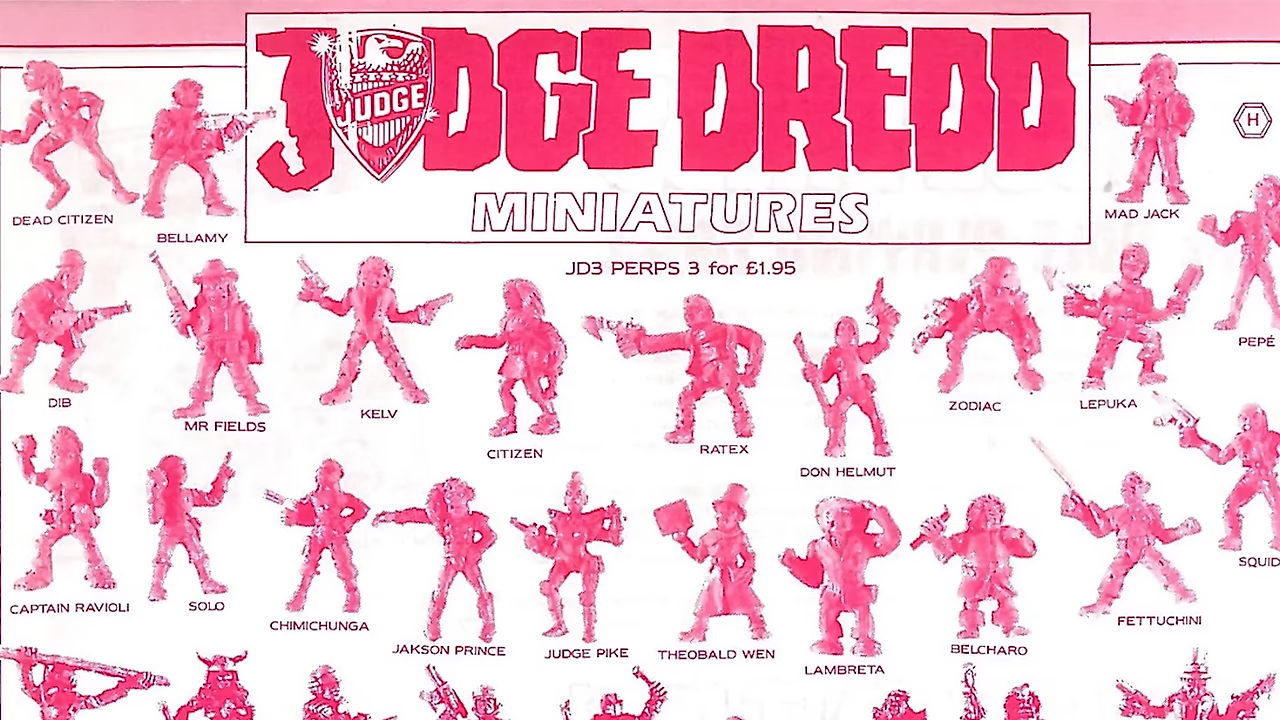 JUDGE DREDD
JUDGE
MINIATURES
JD3 PERPS 3 for £1.95
H
DEAD CITIZEN
BELLAMY
MAD JACK
PEPÉ
DIB
MR FIELDS
KELV
CITIZEN
RATEX
DON HELMUT
ZODIAC
LEPUKA
CAPTAIN RAVIOLI
SOLO
CHIMICHUNGA
JAKSON PRINCE
JUDGE PIKE
THEOBALD WEN
LAMBRETA
BELCHARO
FETTUCHINI
SQUID